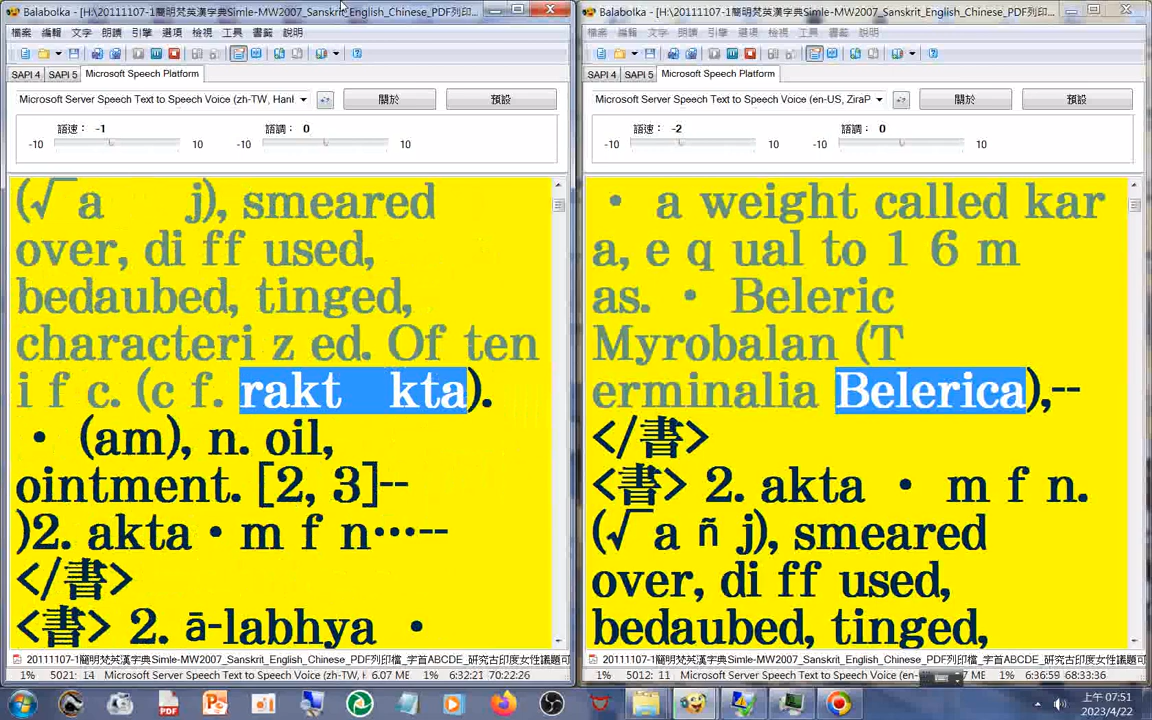 Balabolka - [H:\20111107-1簡明梵英漢字典Simle-MW2007_Sanskrit_English_Chinese_PDF列印...
檔案 編輯 文字 朗讀 引擎 選項 檢視 工具 書籤 說明
SAPI 4 SAPI 5 Microsoft Speech Platform
Microsoft Server Speech Text to Speech Voice (zh-TW, HanI 關於 預設
語速： -1 語調： 0
-10 10 -10 10
(√ a j), smeared
over, di ff used,
bedaubed, tinged,
characteri z ed. Of ten
i f c. (c f. rakt kta).
• (am), n. oil,
ointment. [2, 3]--
)2. akta • m f n…--
</書>
<書> 2. ā-labhya •
20111107-1簡明梵英漢字典Simle-MW2007_Sanskrit_English_Chinese_PDF列印檔_字首ABCDE_研究古印度女性議題可
1% 5021: 14 Microsoft Server Speech Text to Speech Voice (zh-TW, H 6.07 ME 1% 6:32:21 70:22:26
Balabolka - [H:\20111107-1簡明梵英漢字典Simle-MW2007_Sanskrit_English_Chinese_PDF列印...
檔案 編輯 文字 朗讀 引擎 選項 檢視 工具 書籤 說明
SAPI 4 SAPI 5 Microsoft Speech Platform
Microsoft Server Speech Text to Speech Voice (en-US, ZiraP 關於 預設
語速： -2 語調： 0
-10 10 -10 10
• a weight called kar
a, e q ual to 1 6 m
as. • Beleric
Myrobalan (T
erminalia Belerica),--
</書>
<書> 2. akta • m f n.
(√ a ñ j), smeared
over, di ff used,
bedaubed, tinged,
20111107-1簡明梵英漢字典Simle-MW2007_Sanskrit_English_Chinese_PDF列印檔_字首ABCDE_研究古印度女性議題可
1% 5012: 11 Microsoft Server Speech Text to Speech Voice (en-US, Z 6.07 ME 1% 6:36:59 68:33:36
上午 07:51
2023/4/22